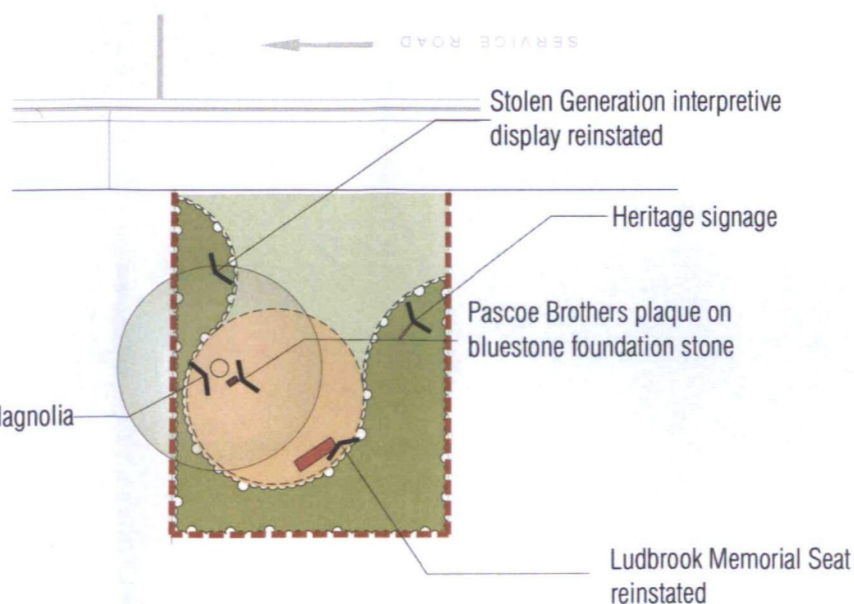 SERVICE ROAD
Stolen Generation interpretive
display reinstated
Heritage signage
Pascoe Brothers plaque on
bluestone foundation stone
lagnolia
Ludbrook Memorial Seat
reinstated